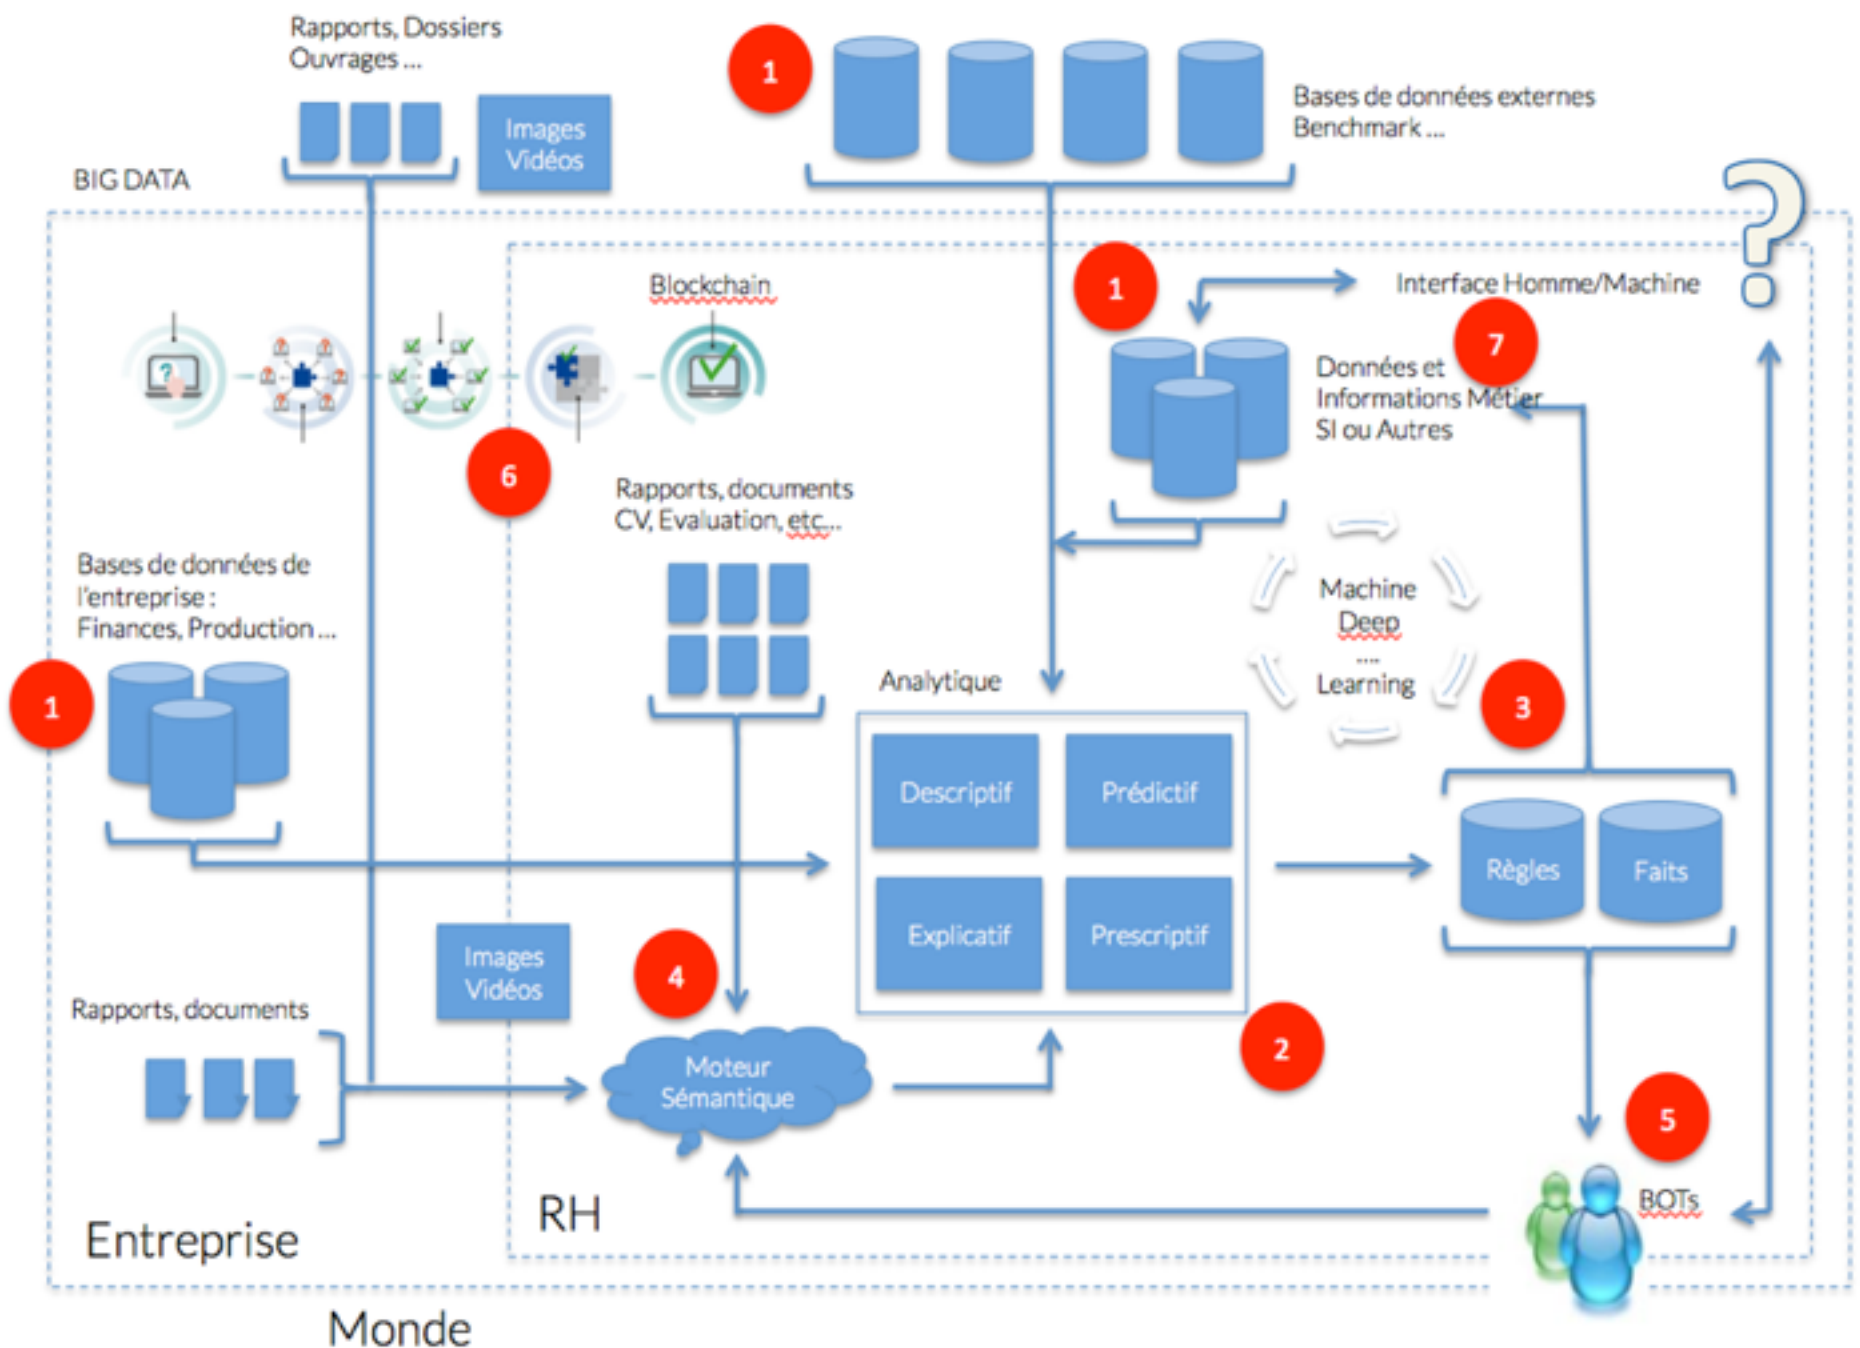 Rapports, Dossiers
Ouvrages ...
Images
Vidéos
1
Bases de données externes
Benchmark ...
BIG DATA
?
Blockchain
1
Interface Homme/Machine
7
Données et
Informations Métier
SI ou Autres
6
Rapports, documents
CV, Evaluation, etc...
Bases de données de
l'entreprise :
Finances, Production ...
1
Machine
Deep
....
Learning
3
Analytique
Descriptif
Prédictif
Explicatif
Prescriptif
2
Règles
Faits
Images
Vidéos
4
Rapports, documents
Moteur
Sémantique
5
BOTs
RH
Entreprise
Monde